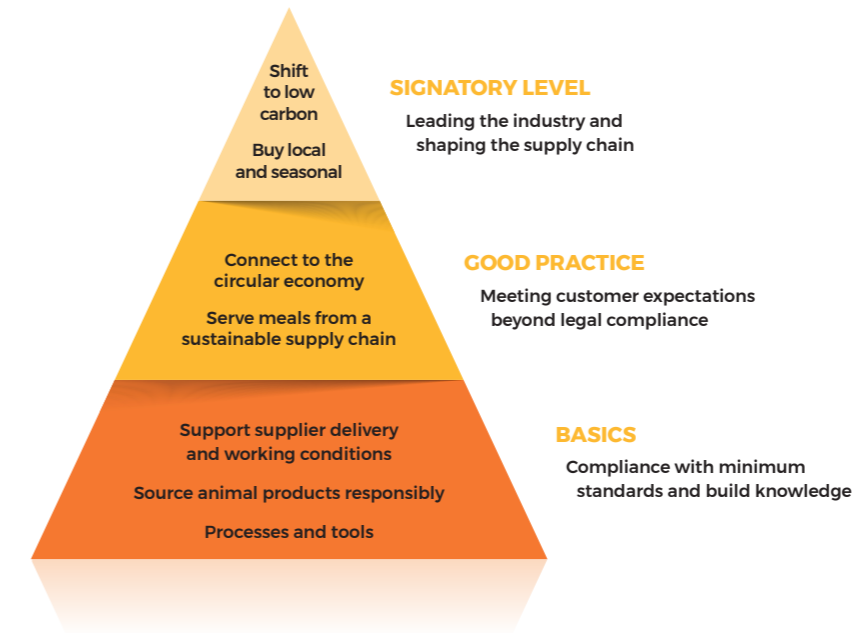 Shift
to low
carbon
Buy local
and seasonal
SIGNATORY LEVEL
Leading the industry and
shaping the supply chain
Connect to the
circular economy
Serve meals from a
sustainable supply chain
GOOD PRACTICE
Meeting customer expectations
beyond legal compliance
Support supplier delivery
and working conditions
Source animal products responsibly
Processes and tools
BASICS
Compliance with minimum
standards and build knowledge